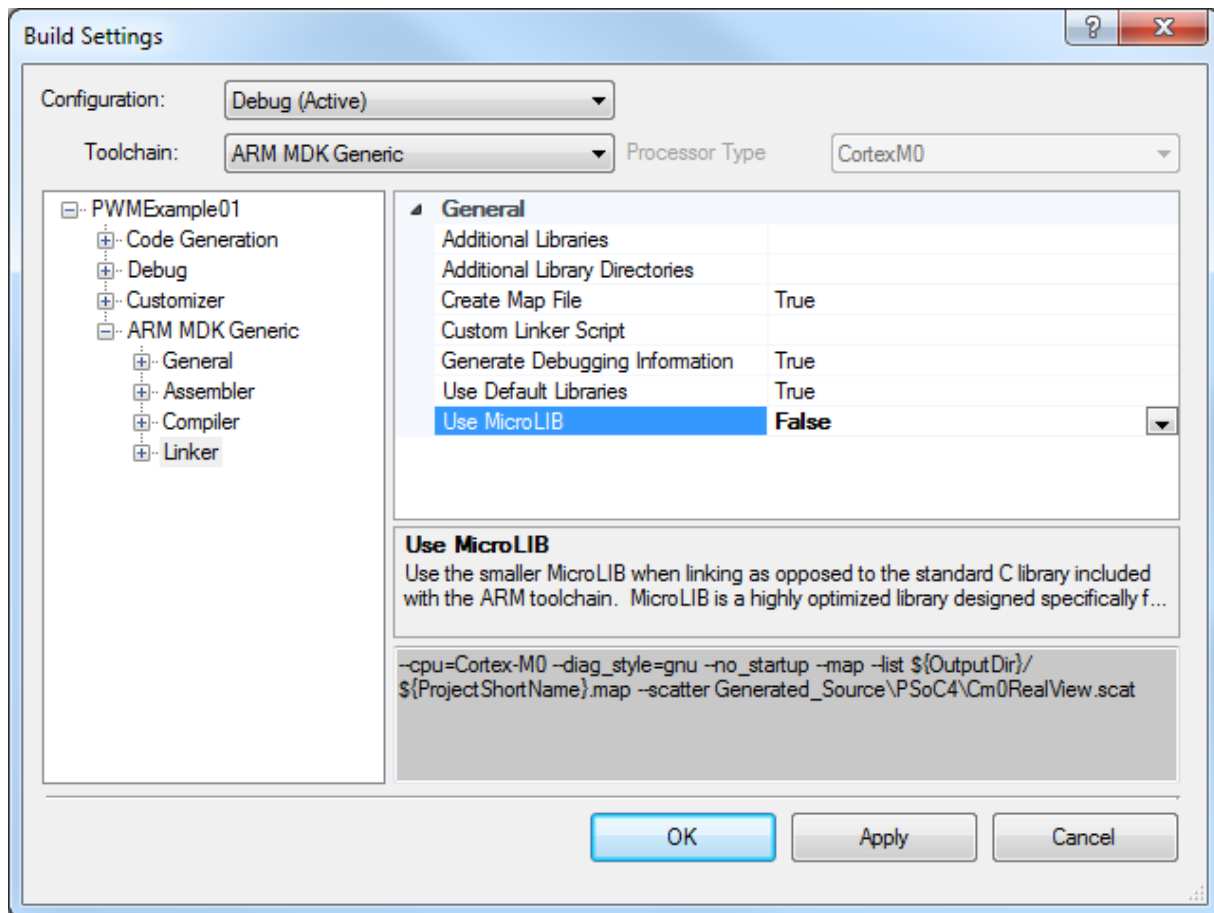 Build Settings
Configuration: Debug (Active)
Toolchain: ARM MDK Generic Processor Type CortexM0
PWMExample01
Code Generation
Debug
Customizer
ARM MDK Generic
General
Assembler
Compiler
Linker
General
Additional Libraries
Additional Library Directories
Create Map File True
Custom Linker Script
Generate Debugging Information True
Use Default Libraries True
Use MicroLIB False
Use MicroLIB
Use the smaller MicroLIB when linking as opposed to the standard C library included
with the ARM toolchain.  MicroLIB is a highly optimized library designed specifically f...
--cpu=Cortex-M0 --diag_style=gnu --no_startup --map --list ${OutputDir}/
${ProjectShortName}.map --scatter Generated_Source\PSoC4\Cm0RealView.scat
OK Apply Cancel